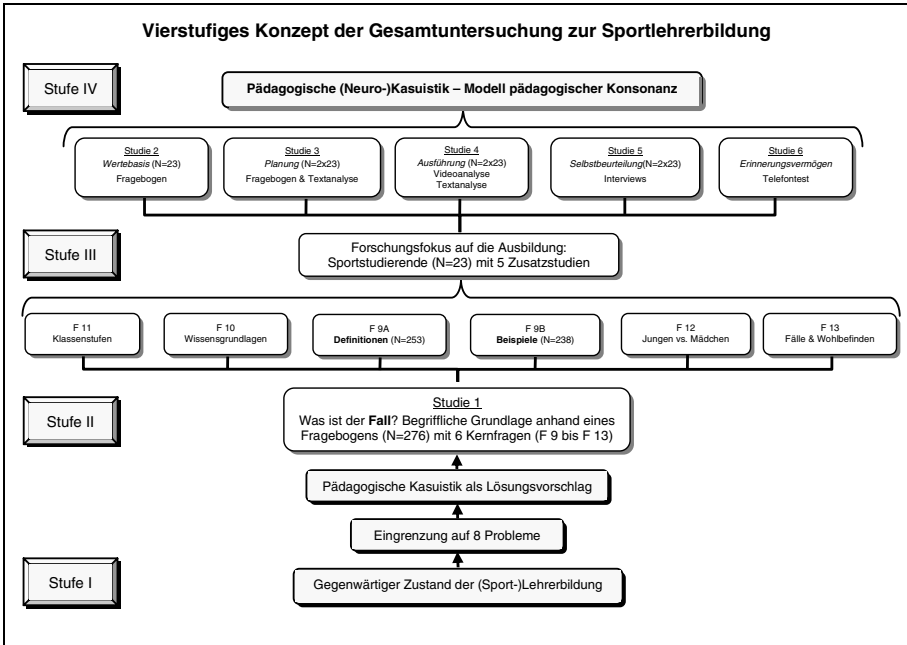 Vierstufiges Konzept der Gesamtuntersuchung zur Sportlehrerbildung
Stufe IV
Pädagogische (Neuro-)Kasuistik – Modell pädagogischer Konsonanz
Studie 2
Wertebasis (N=23)
Fragebogen
Studie 3
Planung (N=2x23)
Fragebogen & Textanalyse
Studie 4
Ausführung (N=2x23)
Videoanalyse
Textanalyse
Studie 5
Selbstbeurteilung(N=2x23)
Interviews
Studie 6
Erinnerungsvermögen
Telefontest
Stufe III
Forschungsfokus auf die Ausbildung:
Sportstudierende (N=23) mit 5 Zusatzstudien
F 11
Klassenstufen
F 10
Wissensgrundlagen
F 9A
Definitionen (N=253)
F 9B
Beispiele (N=238)
F 12
Jungen vs. Mädchen
F 13
Fälle & Wohlbefinden
Stufe II
Studie 1
Was ist der Fall? Begriffliche Grundlage anhand eines
Fragebogens (N=276) mit 6 Kernfragen (F 9 bis F 13)
Pädagogische Kasuistik als Lösungsvorschlag
Eingrenzung auf 8 Probleme
Stufe I
Gegenwärtiger Zustand der (Sport-)Lehrerbildung